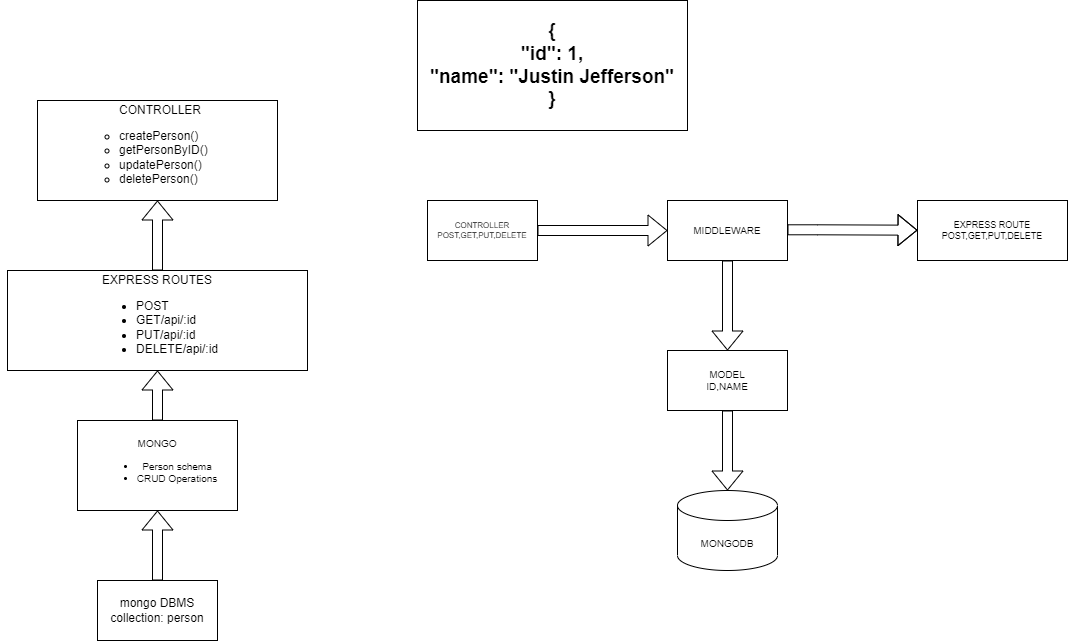 {
"id": 1,
"name": "Justin Jefferson"
}
CONTROLLER
createPerson()
getPersonByID()
updatePerson()
deletePerson()
EXPRESS ROUTES
POST
GET/api/:id
PUT/api/:id
DELETE/api/:id
MONGO
Person schema
CRUD Operations
mongo DBMS
collection: person
CONTROLLER
POST,GET,PUT,DELETE
MIDDLEWARE
EXPRESS ROUTE
POST,GET,PUT,DELETE
MODEL
ID,NAME
MONGODB